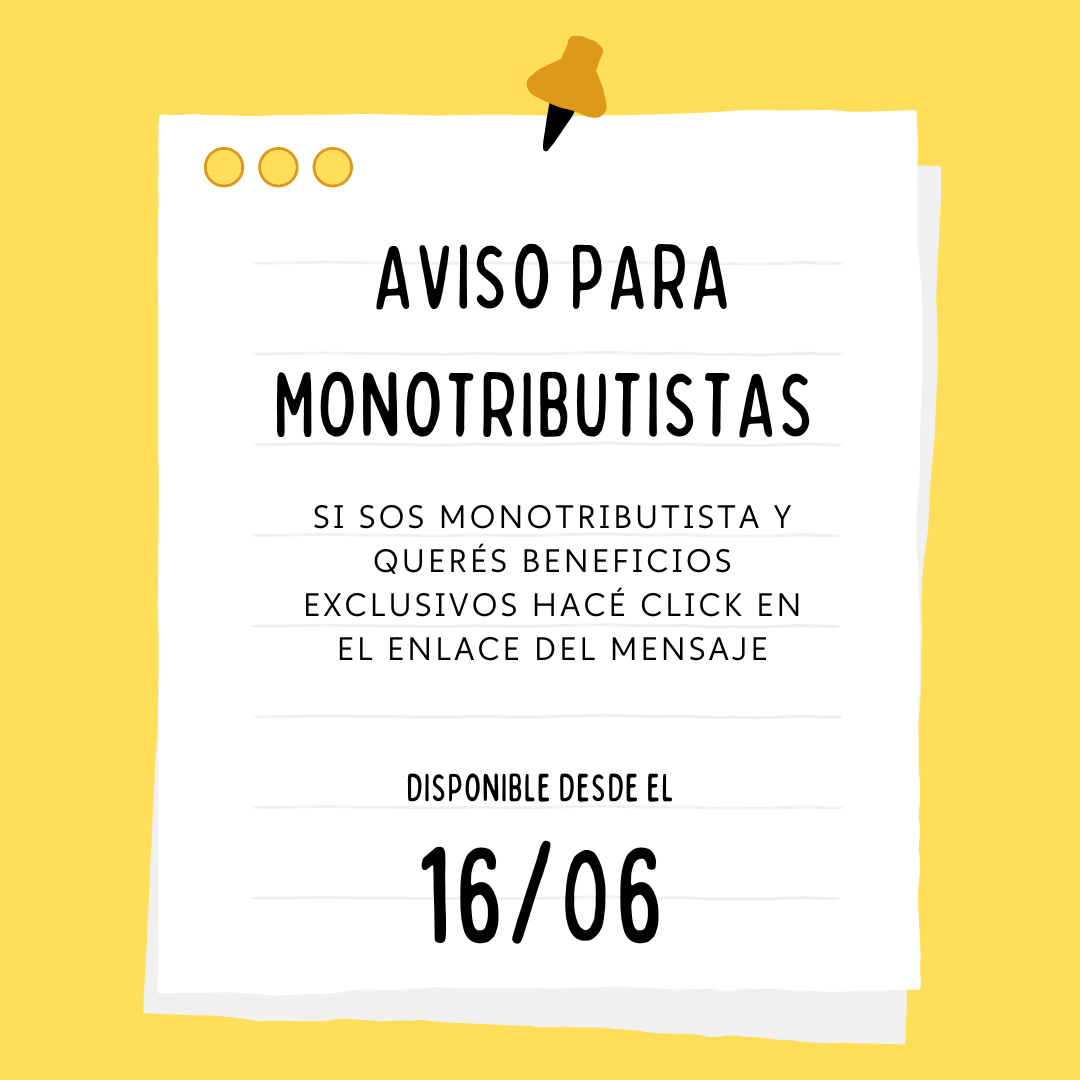 AVISO PARA
MONOTRIBUTISTAS
SI SOS MONOTRIBUTISTA Y
QUERÉS BENEFICIOS
EXCLUSIVOS HACÉ CLICK EN
EL ENLACE DEL MENSAJE
DISPONIBLE DESDE EL
16/06